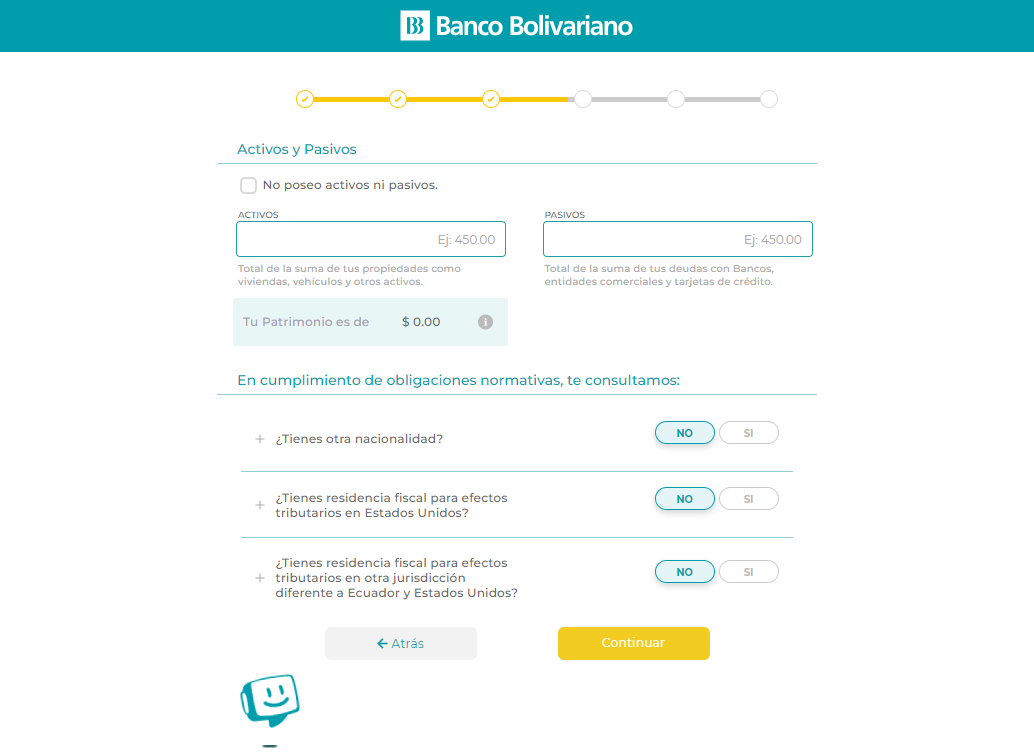 Banco Bolivariano
Activos y Pasivos
No poseo activos ni pasivos.
ACTIVOS
Ej: 450.00
Total de la suma de tus propiedades como
viviendas, vehículos y otros activos.
PASIVOS
Ej: 450.00
Total de la suma de tus deudas con Bancos,
entidades comerciales y tarjetas de crédito.
Tu Patrimonio es de $ 0.00
En cumplimiento de obligaciones normativas, te consultamos:
¿Tienes otra nacionalidad?
NO SI
¿Tienes residencia fiscal para efectos
tributarios en Estados Unidos?
NO SI
¿Tienes residencia fiscal para efectos
tributarios en otra jurisdicción
diferente a Ecuador y Estados Unidos?
NO SI
Atrás
Continuar